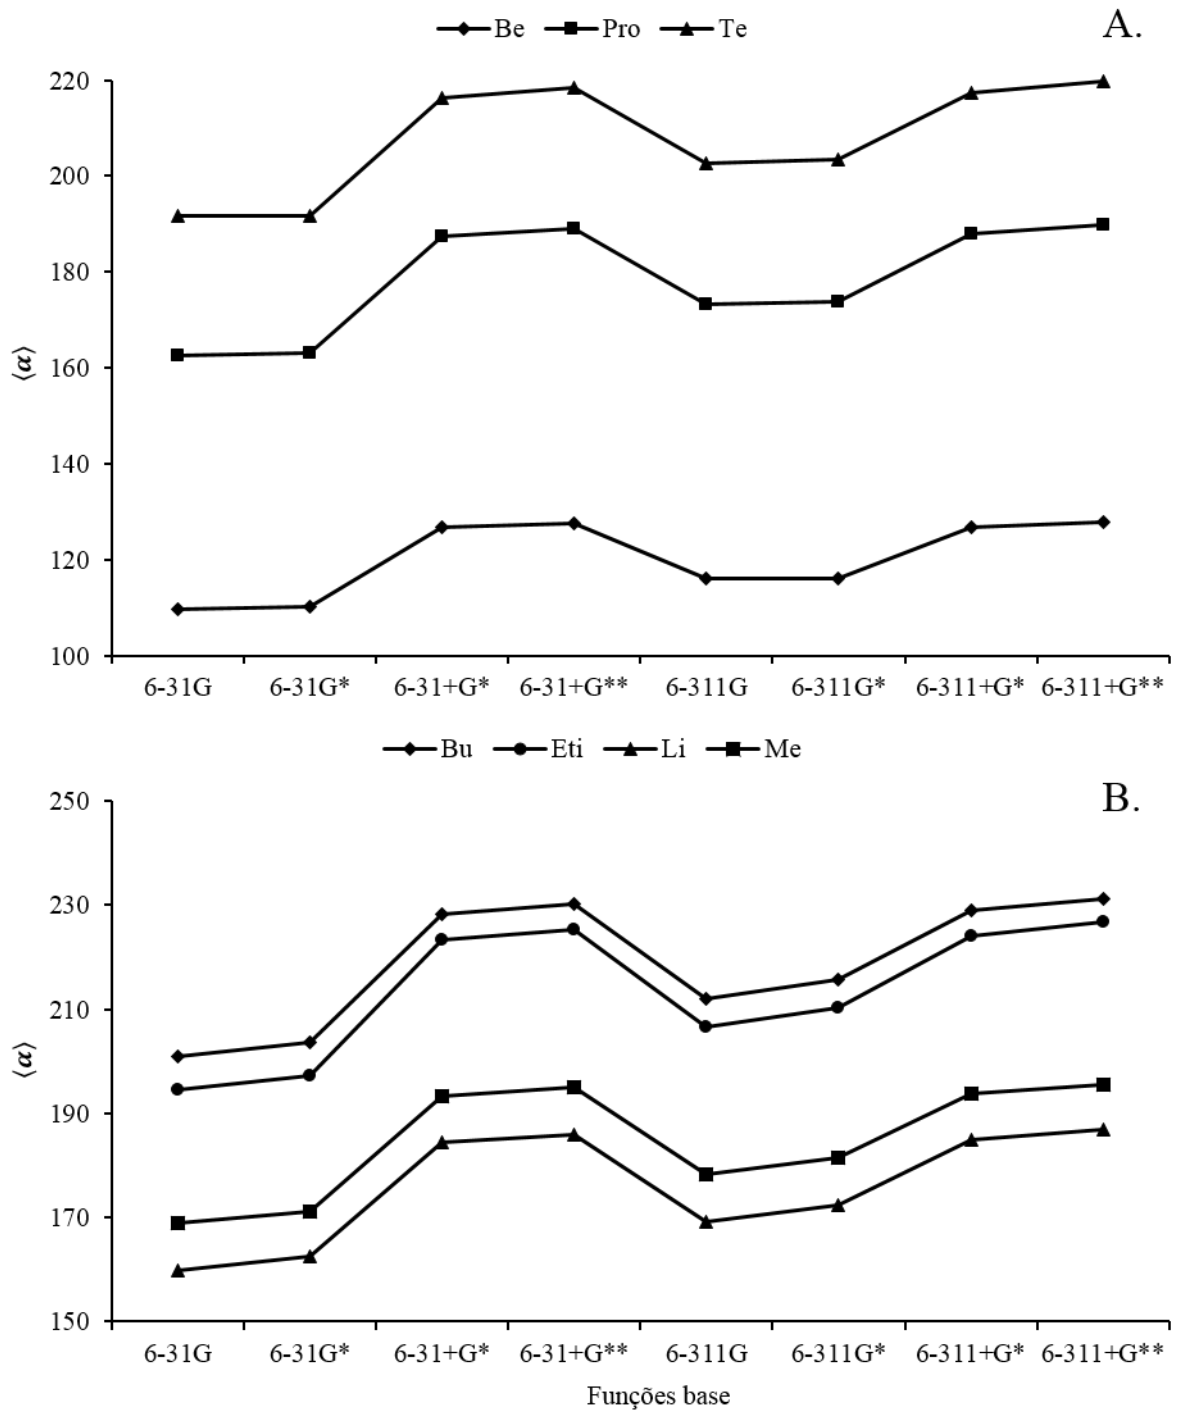 Be Pro Te
A.
220
200
180
160
140
120
100
⟨α⟩
6-31G 6-31G* 6-31+G* 6-31+G** 6-311G 6-311G* 6-311+G* 6-311+G**
Bu Eti Li Me
B.
250
230
210
190
170
150
⟨α⟩
6-31G 6-31G* 6-31+G* 6-31+G** 6-311G 6-311G* 6-311+G* 6-311+G**
Funções base